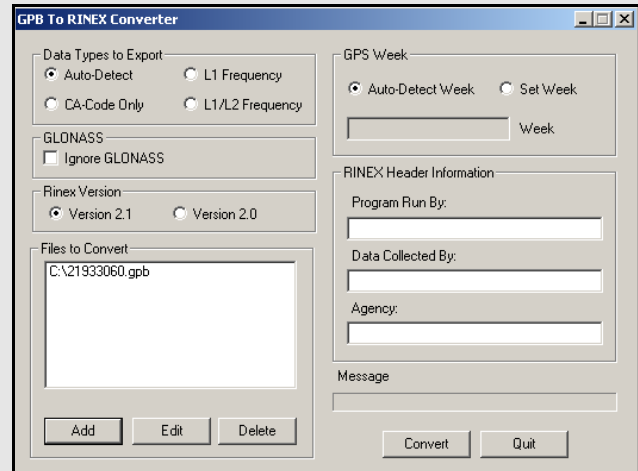 GPB To RINEX Converter
Data Types to Export
Auto-Detect
L1 Frequency
CA-Code Only
L1/L2 Frequency
GLONASS
Ignore GLONASS
Rinex Version
Version 2.1
Version 2.0
Files to Convert
C:\21933060.gpb
Add
Edit
Delete
GPS Week
Auto-Detect Week
Set Week
Week
RINEX Header Information
Program Run By:
Data Collected By:
Agency:
Message
Convert
Quit